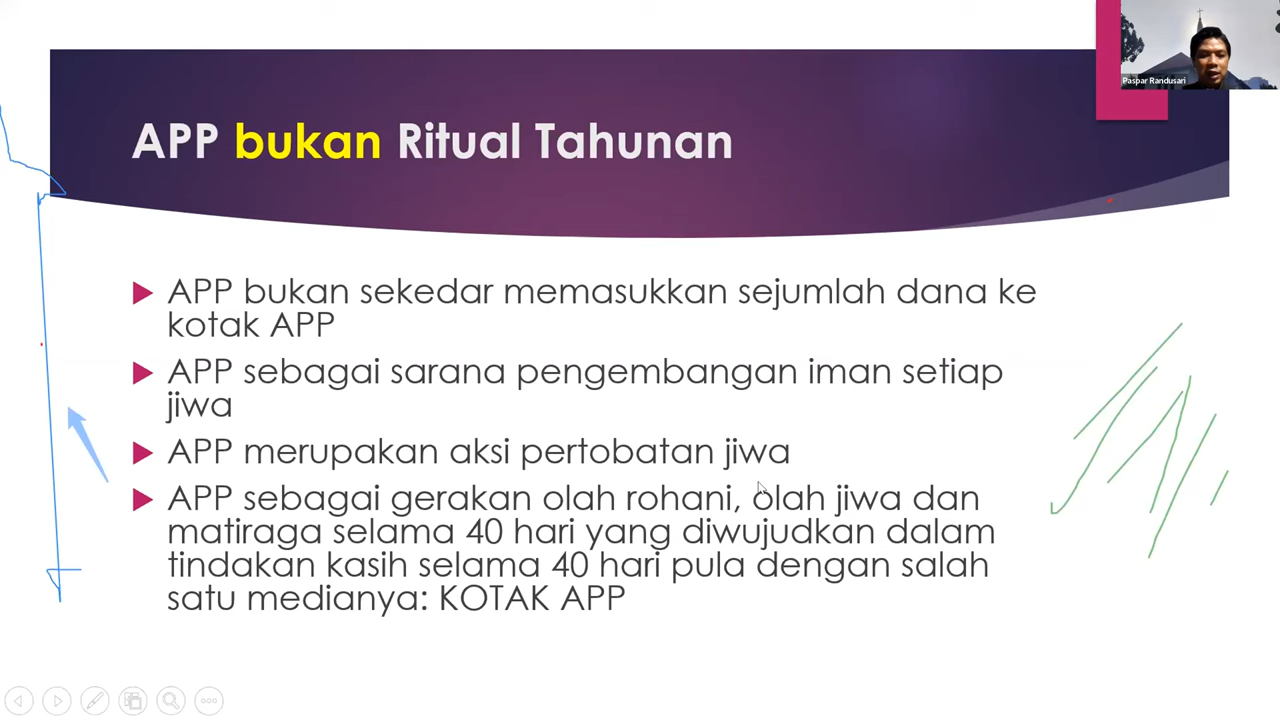 Paspar Randusari
APP bukan Ritual Tahunan
APP bukan sekedar memasukkan sejumlah dana ke
kotak APP
APP sebagai sarana pengembangan iman setiap
jiwa
APP merupakan aksi pertobatan jiwa
APP sebagai gerakan olah rohani, olah jiwa dan
matiraga selama 40 hari yang diwujudkan dalam
tindakan kasih selama 40 hari pula dengan salah
satu medianya: KOTAK APP